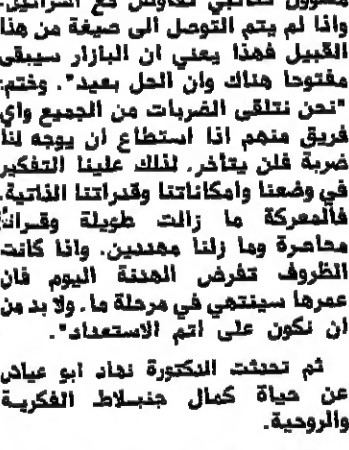 مسؤول كتائبي تعاونس مع اسرائيل.
واذا لم يتم التوصل الى صيغة من هذا
القبيل فهذا يعني ان البازار سيبقى
مفتوحا هناك وان الحل بعيد". وختم:
"نحن نتلقى الضربات من الجميع واي
فريق منهم اذا استطاع ان يوجه لنا
ضربة فلن يتأخر. لذلك علينا التفكير
في وضعنا وامكاناتنا وقدراتنا الذاتية.
فالمعركة ما زالت طويلة وقرانا
محاصرة وما زلنا مهددين. واذا كانت
الظروف تفرض الهدنة اليوم فان
عمرها سينتهي في مرحلة ما. ولا بد من
ان نكون على اتم الاستعداد".
ثم تحدثت الدكتورة نهاد ابو عياش
عن حياة كمال جنبلاط الفكرية
والروحية.